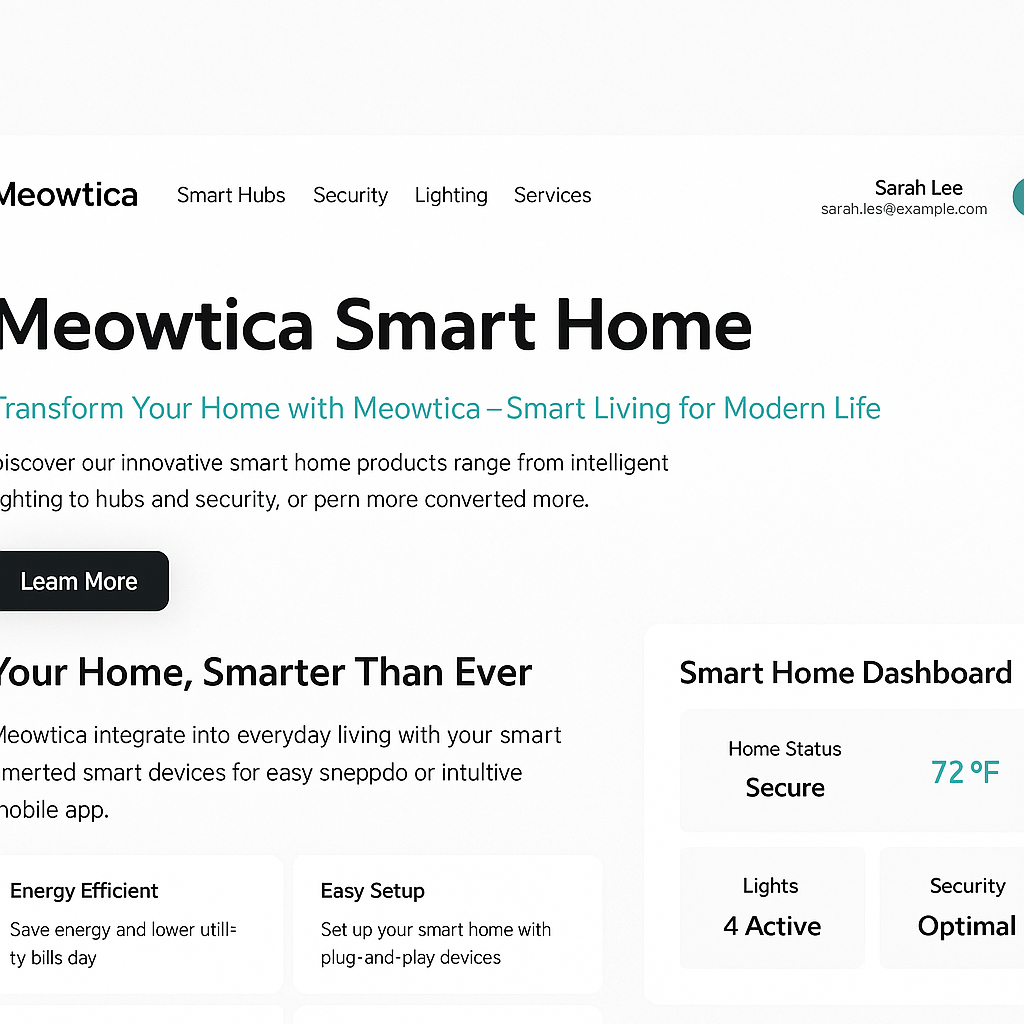 Meowtica
Smart Hubs
Security
Lighting
Services
Sarah Lee
sarah.les@example.com
Meowtica Smart Home
Transform Your Home with Meowtica – Smart Living for Modern Life
Discover our innovative smart home products range from intelligent
ghting to hubs and security, or pern more converted more.
Leam More
Your Home, Smarter Than Ever
Meowtica integrate into everyday living with your smart
merted smart devices for easy sneppdo or intultive
mobile app.
Energy Efficient
Save energy and lower utill=
ty bills day
Easy Setup
Set up your smart home with
plug-and-play devices
Smart Home Dashboard
Home Status
Secure
72 °F
Lights
4 Active
Security
Optimal